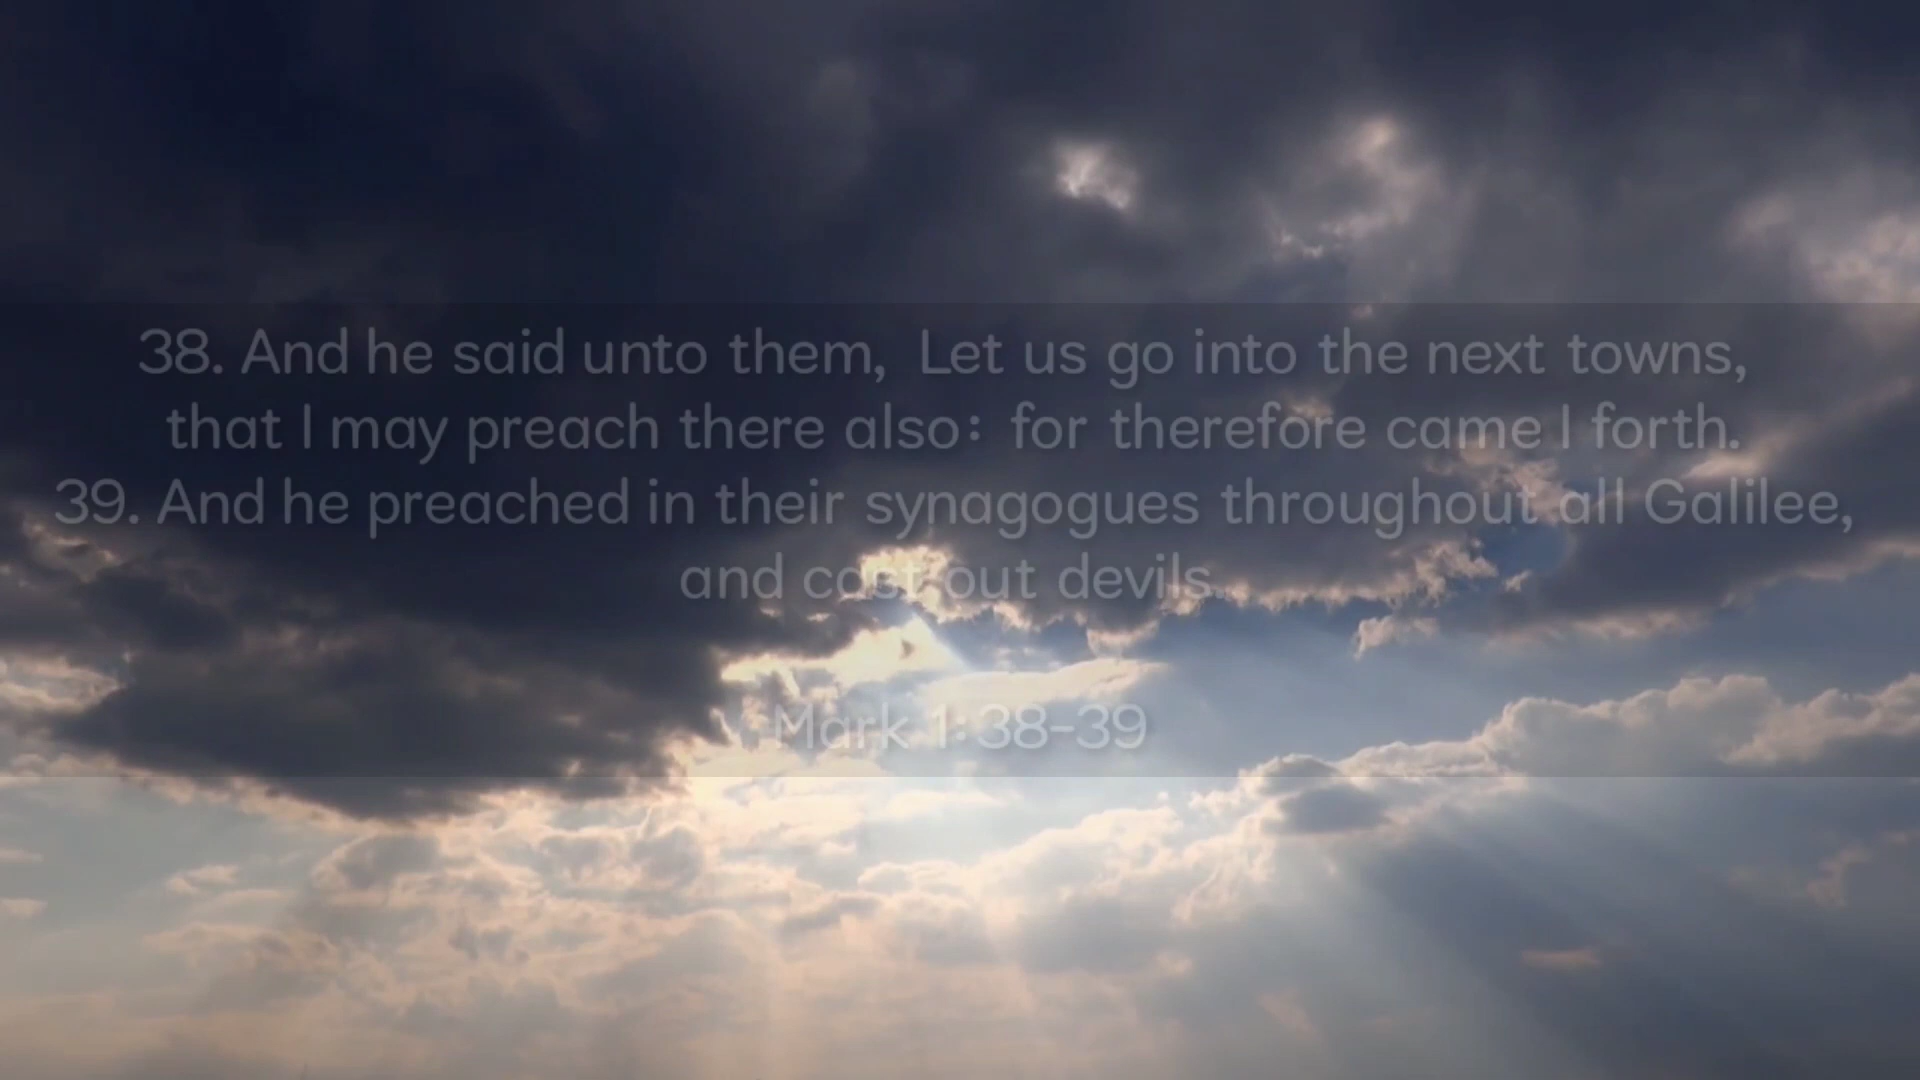 38. And he said unto them, Let us go into the next towns,
that I may preach there also: for therefore came I forth.
39. And he preached in their synagogues throughout all Galilee,
and cast out devils.
Mark 1:38-39